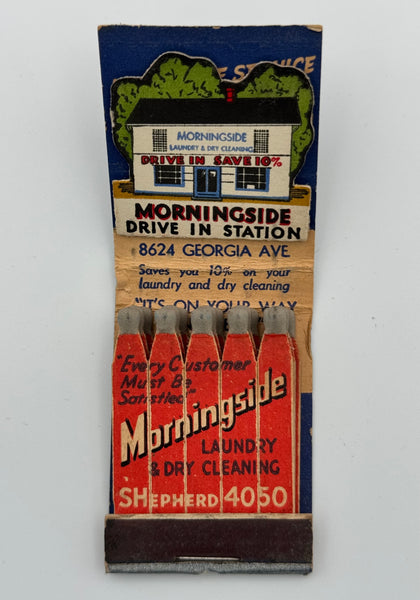 SERVICE
MORNINGSIDE
LAUNDRY & DRY CLEANING
DRIVE IN SAVE 10%
MORNINGSIDE
DRIVE IN STATION
8624 GEORGIA AVE
Saves you 10% on your
laundry and dry cleaning
"IT'S ON YOUR WAY
"Every Customer
Must Be
Satisfied"
Morningside
LAUNDRY
& DRY CLEANING
SHEPHERD 4050